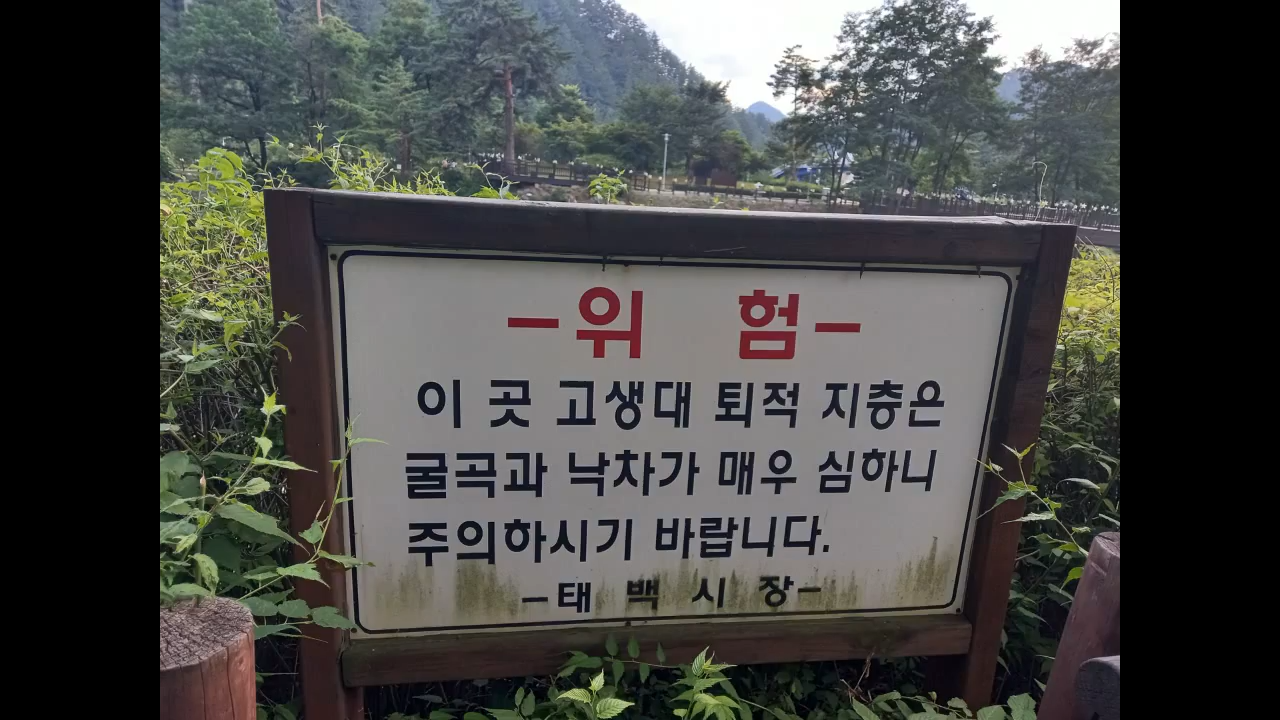 -위 험-
이 곳 고생대 퇴적 지층은
굴곡과 낙차가 매우 심하니
주의하시기 바랍니다.
-태 백 시 장-